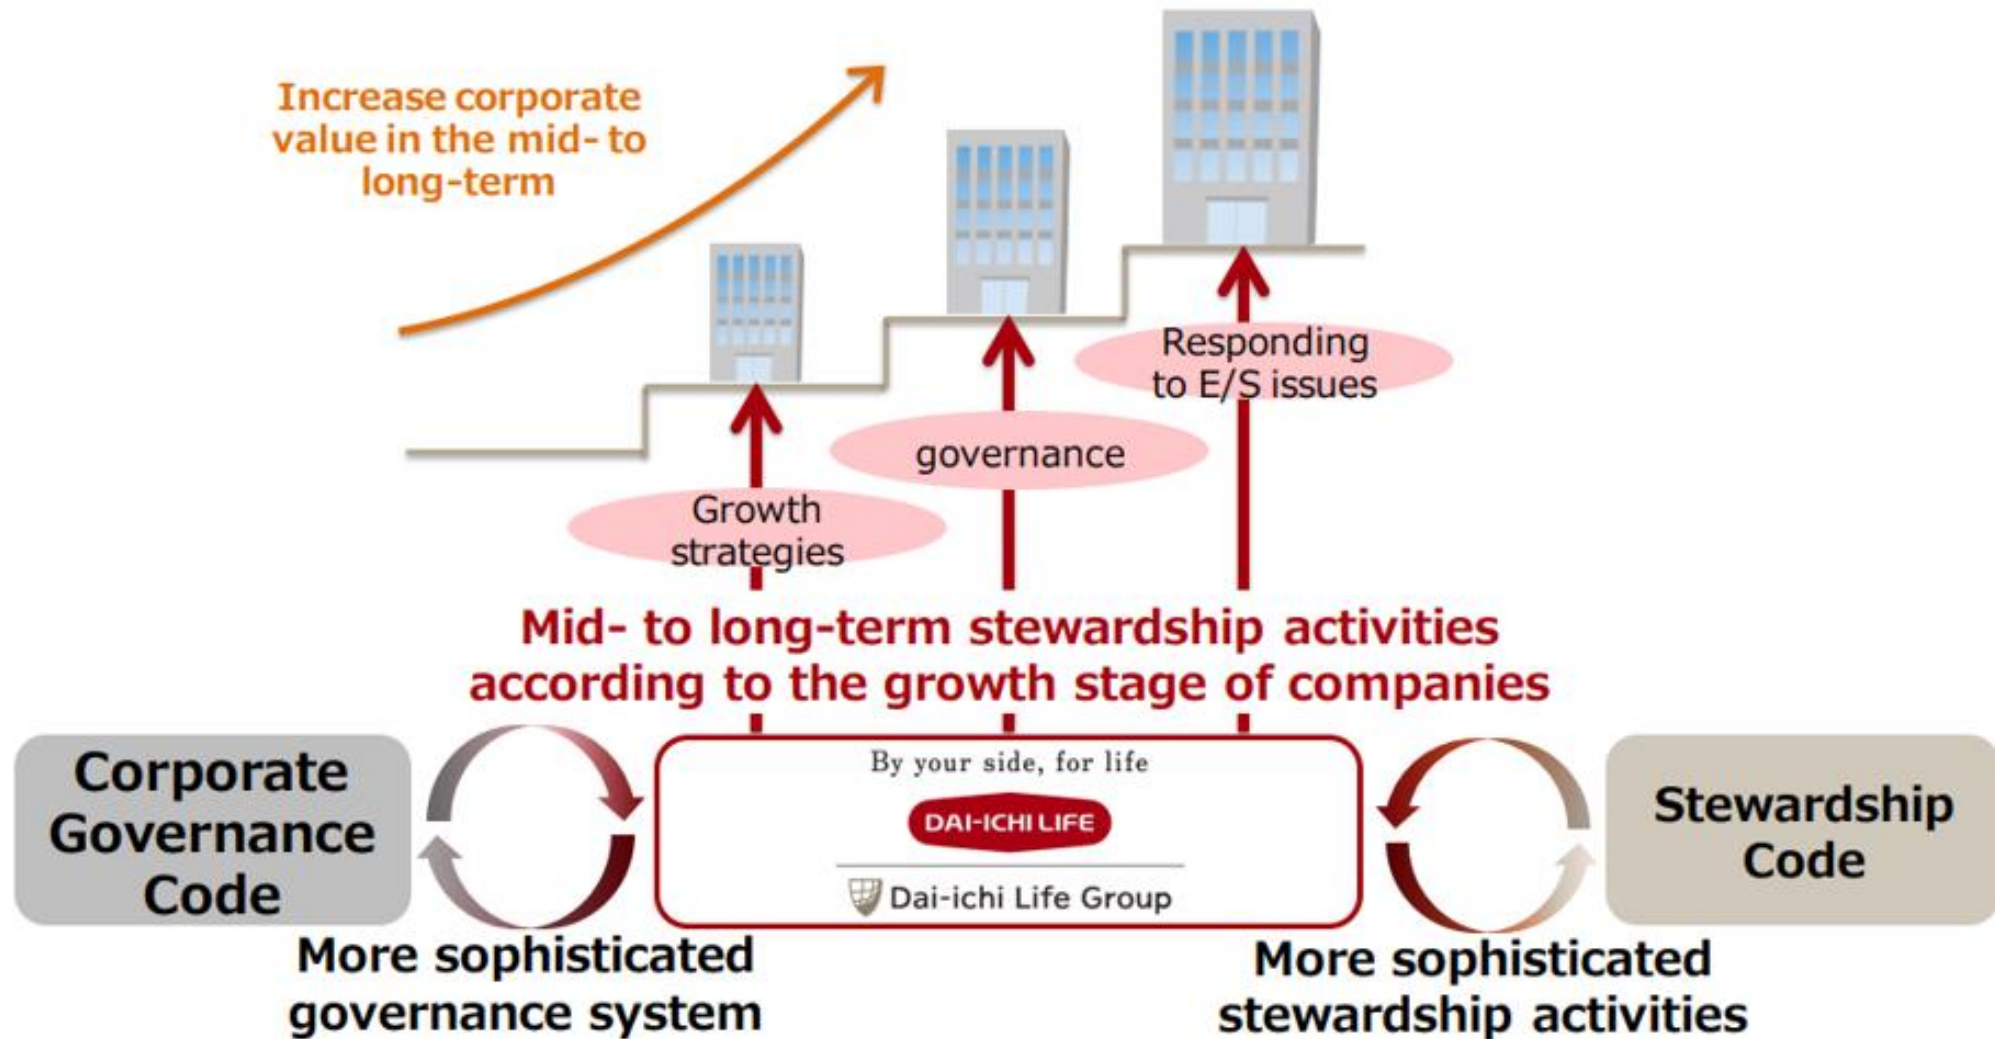 Increase corporate
value in the mid- to
long-term
Responding
to E/S issues
governance
Growth
strategies
Mid- to long-term stewardship activities
according to the growth stage of companies
Corporate
Governance
Code
By your side, for life
DAI-ICHI LIFE
Dai-ichi Life Group
Stewardship
Code
More sophisticated
governance system
More sophisticated
stewardship activities